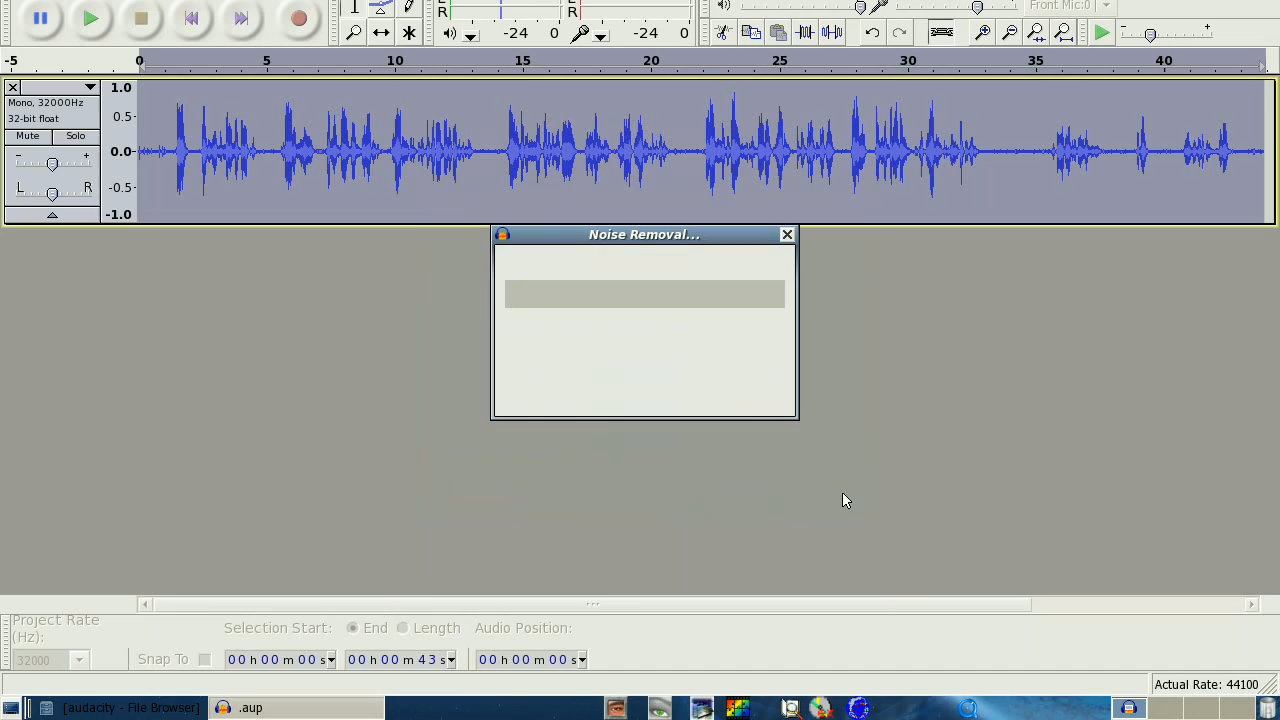 L
R
L
R
-24 0
-24 0
Front Mic:0
-5 0 5 10 15 20 25 30 35 40
Mono, 32000Hz
32-bit float
Mute Solo
- +
L R
1.0
0.5-
0.0-
-0.5-
-1.0
- +
Noise Removal...
Project Rate
(Hz):
32000
Snap To
Selection Start:
End Length
Audio Position:
00 h 00 m 00 s
00 h 00 m 43 s
00 h 00 m 00 s
Actual Rate: 44100
[audacity - File Browser]
.aup